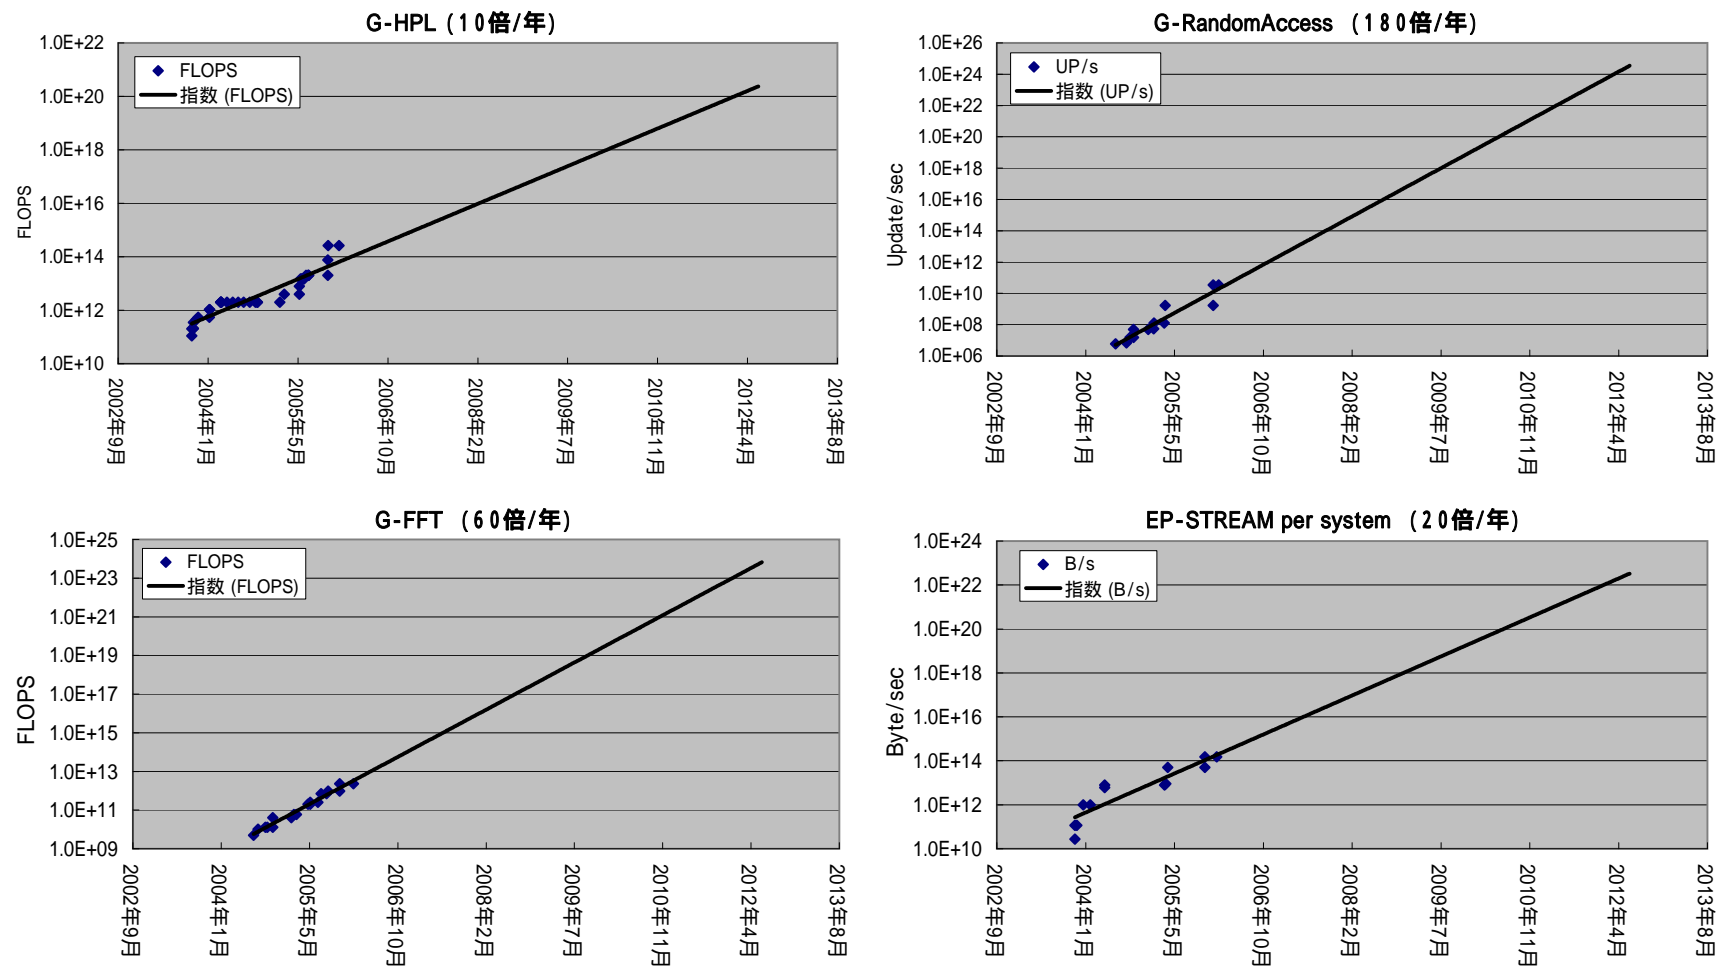 G-HPL (10倍/年)
1.0E+22
1.0E+20
1.0E+18
1.0E+16
1.0E+14
1.0E+12
1.0E+10
FLOPS
FLOPS
指数 (FLOPS)
2002年9月
2004年1月
2005年5月
2006年10月
2008年2月
2009年7月
2010年11月
2012年4月
2013年8月
G-RandomAccess (180倍/年)
1.0E+26
1.0E+24
1.0E+22
1.0E+20
1.0E+18
1.0E+16
1.0E+14
1.0E+12
1.0E+10
1.0E+08
1.0E+06
Update/sec
UP/s
指数 (UP/s)
2002年9月
2004年1月
2005年5月
2006年10月
2008年2月
2009年7月
2010年11月
2012年4月
2013年8月
G-FFT (60倍/年)
1.0E+25
1.0E+23
1.0E+21
1.0E+19
1.0E+17
1.0E+15
1.0E+13
1.0E+11
1.0E+09
FLOPS
FLOPS
指数 (FLOPS)
2002年9月
2004年1月
2005年5月
2006年10月
2008年2月
2009年7月
2010年11月
2012年4月
2013年8月
EP-STREAM per system (20倍/年)
1.0E+24
1.0E+22
1.0E+20
1.0E+18
1.0E+16
1.0E+14
1.0E+12
1.0E+10
Byte/sec
B/s
指数 (B/s)
2002年9月
2004年1月
2005年5月
2006年10月
2008年2月
2009年7月
2010年11月
2012年4月
2013年8月